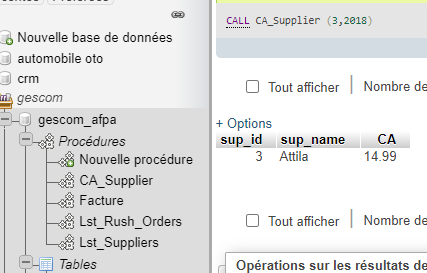 Nouvelle base de données
automobile oto
crm
gescom
gescom_afpa
Procédures
Nouvelle procédure
CA_Supplier
Facture
Lst_Rush_Orders
Lst_Suppliers
Tables
CALL CA_Supplier (3,2018)
Tout afficher | Nombre de
+ Options
sup_id sup_name CA
3 Attila 14.99
Tout afficher | Nombre de
Opérations sur les résultats de